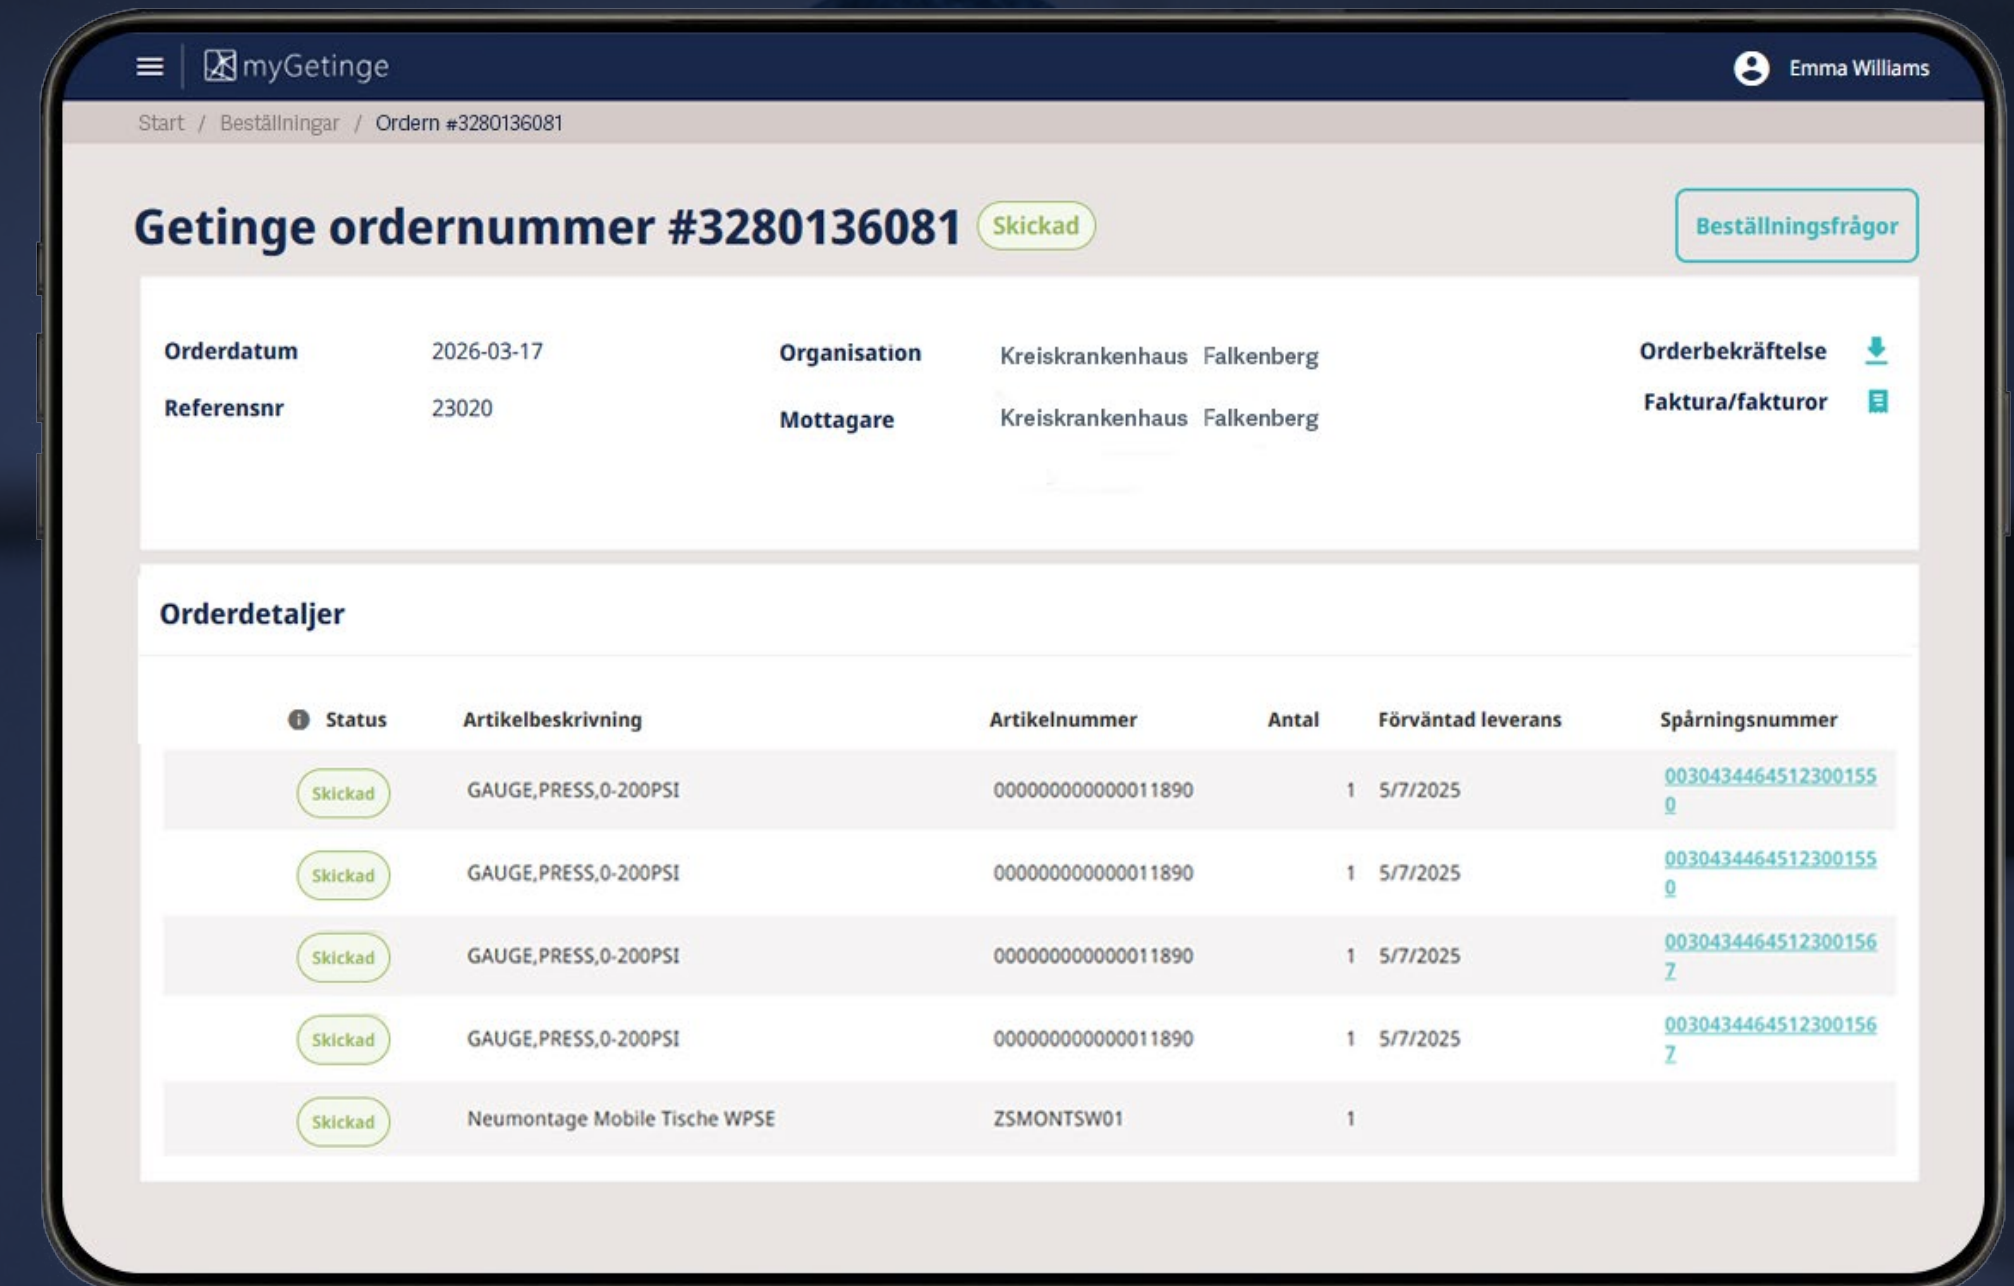 myGetinge
Emma Williams
Start / Beställningar / Ordern #3280136081
Getinge ordernummer #3280136081
Skickad
Beställningsfrågor
Orderdatum 2026-03-17
Organisation Kreiskrankenhaus Falkenberg
Orderbekräftelse
Referensnr 23020
Mottagare Kreiskrankenhaus Falkenberg
Faktura/fakturor
Orderdetaljer
Status Artikelbeskrivning Artikelnummer Antal Förväntad leverans Spårningsnummer
Skickad GAUGE,PRESS,0-200PSI 000000000000011890 1 5/7/2025 0030434464512300155
0
Skickad GAUGE,PRESS,0-200PSI 000000000000011890 1 5/7/2025 0030434464512300155
0
Skickad GAUGE,PRESS,0-200PSI 000000000000011890 1 5/7/2025 0030434464512300156
7
Skickad GAUGE,PRESS,0-200PSI 000000000000011890 1 5/7/2025 0030434464512300156
7
Skickad Neumontage Mobile Tische WPSE ZSMONTSW01 1